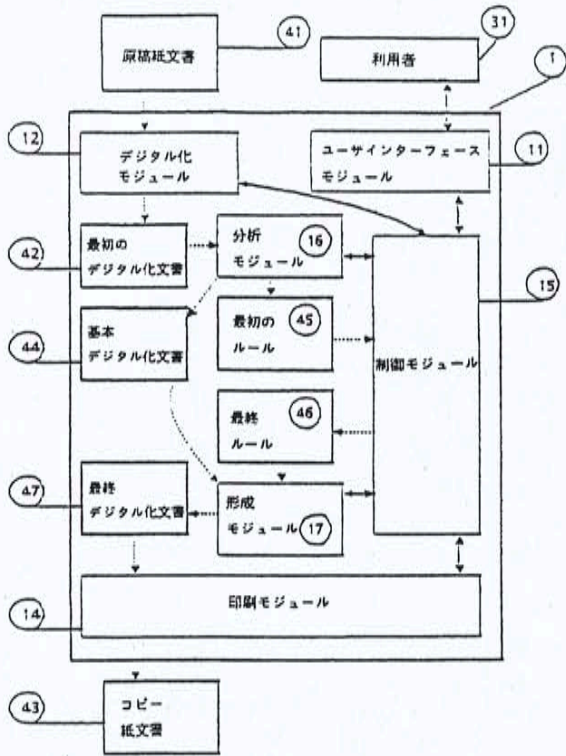 41
31
1
原稿紙文書
利用者
12
デジタル化
モジュール
ユーザインターフェース
モジュール
11
42
最初の
デジタル化文書
分析
モジュール
16
15
44
基本
デジタル化文書
最初の
ルール
45
制御モジュール
最終
ルール
46
47
最終
デジタル化文書
形成
モジュール
17
14
印刷モジュール
43
コピー
紙文書